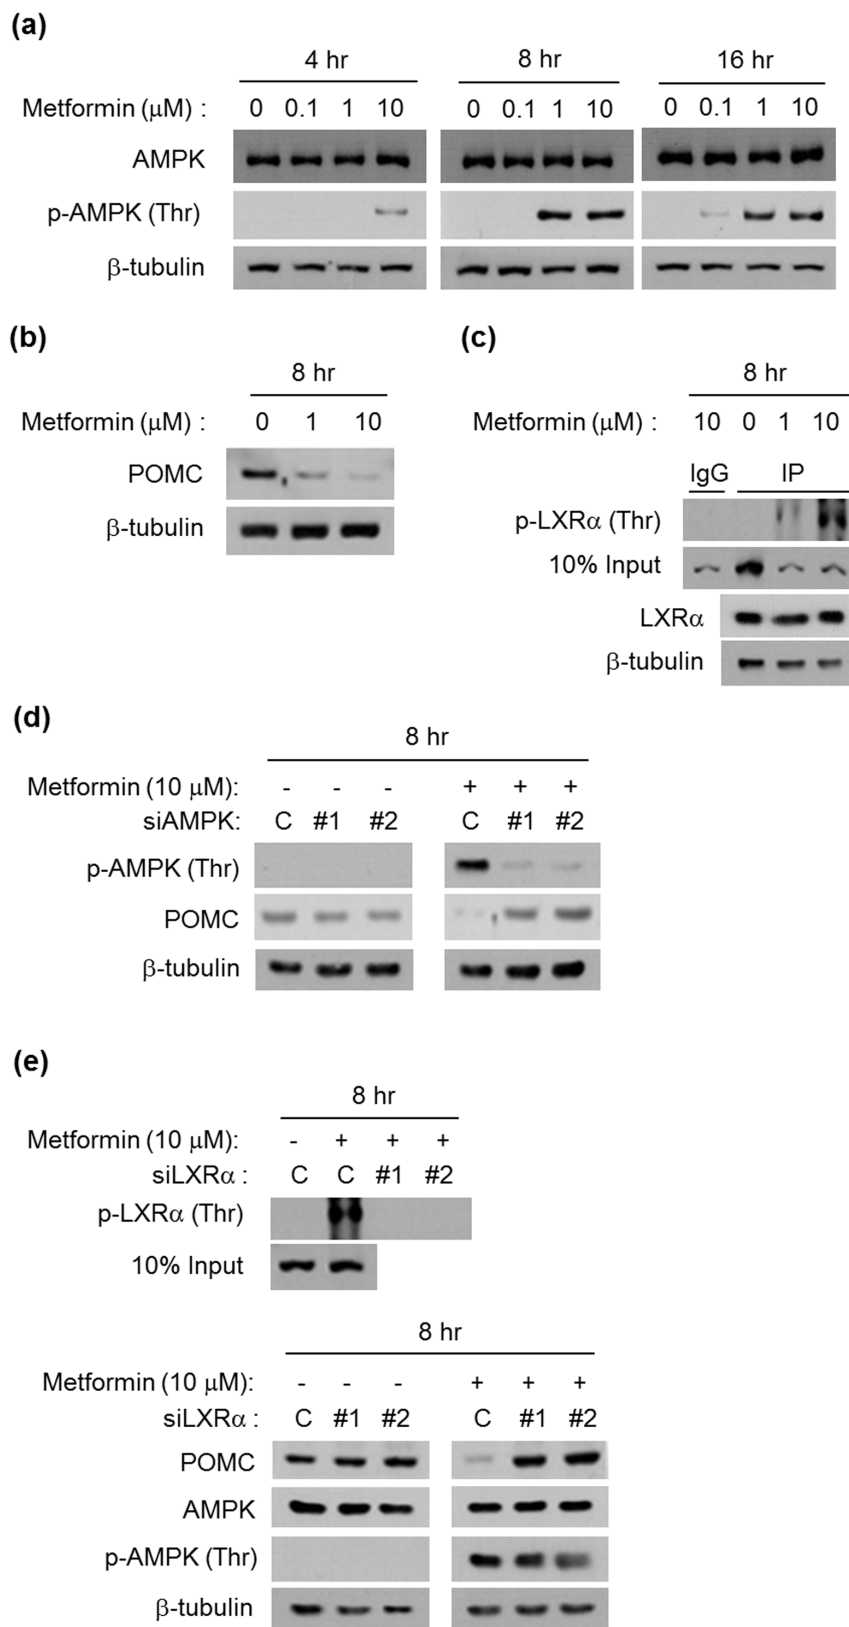 (a)
4 hr 8 hr 16 hr
Metformin (μM) : 0 0.1 1 10 0 0.1 1 10 0 0.1 1 10
AMPK
p-AMPK (Thr)
β-tubulin
(b)
8 hr
Metformin (μM) : 0 1 10
POMC
β-tubulin
(c)
8 hr
Metformin (μM) : 10 0 1 10
IgG IP
p-LXRα (Thr)
10% Input
LXRα
β-tubulin
(d)
8 hr
Metformin (10 μM): - - - + + +
siAMPK: C #1 #2 C #1 #2
p-AMPK (Thr)
POMC
β-tubulin
(e)
8 hr
Metformin (10 μM): - + + +
siLXRα : C C #1 #2
p-LXRα (Thr)
10% Input
8 hr
Metformin (10 μM): - - - + + +
siLXRα : C #1 #2 C #1 #2
POMC
AMPK
p-AMPK (Thr)
β-tubulin